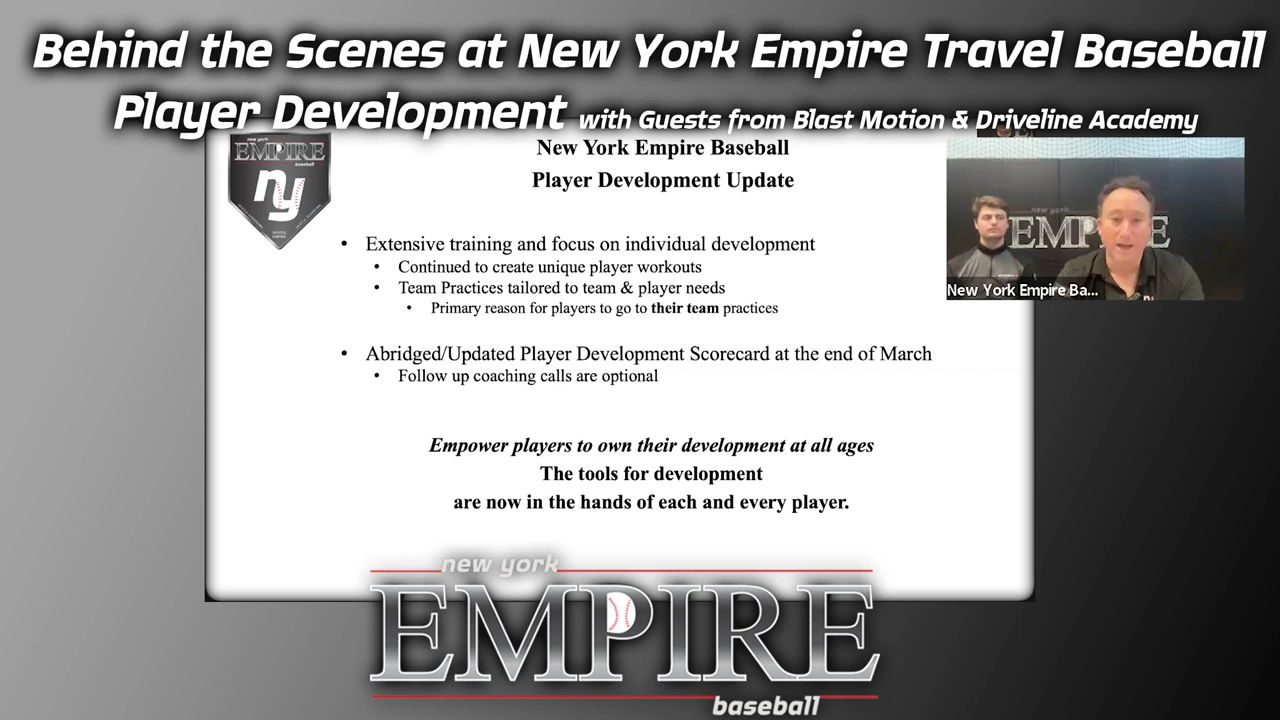 Behind the Scenes at New York Empire Travel Baseball
Player Development with Guests from Blast Motion & Driveline Academy
new york
EMPIRE
baseball
ny
New York Empire Baseball
Player Development Update
• Extensive training and focus on individual development
• Continued to create unique player workouts
• Team Practices tailored to team & player needs
• Primary reason for players to go to their team practices
• Abridged/Updated Player Development Scorecard at the end of March
• Follow up coaching calls are optional
Empower players to own their development at all ages
The tools for development
are now in the hands of each and every player.
new york
EMPIRE
New York Empire Ba...
new york
EMPIRE
baseball